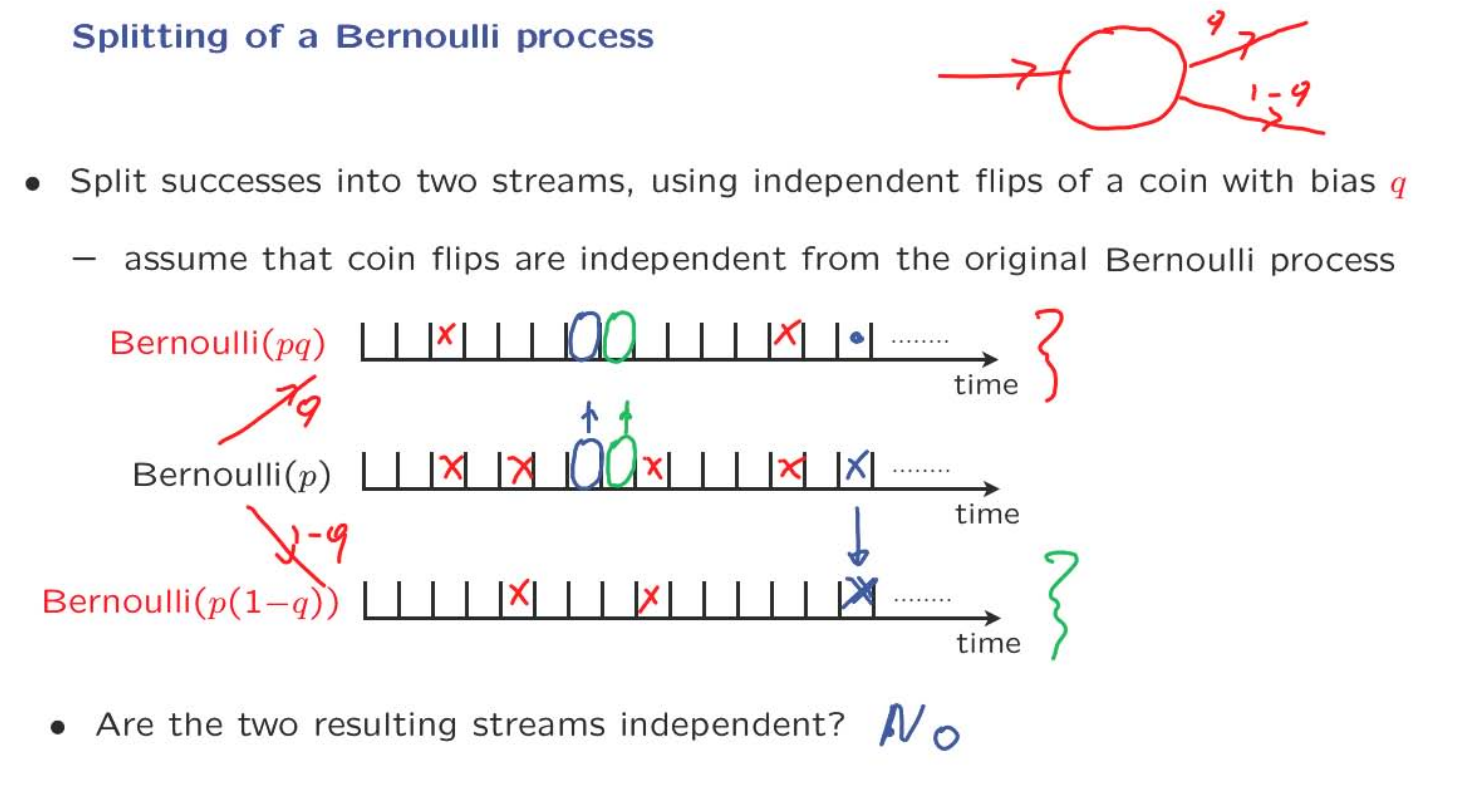 Splitting of a Bernoulli process
q
1-q
• Split successes into two streams, using independent flips of a coin with bias q
– assume that coin flips are independent from the original Bernoulli process
Bernoulli(pq)
x x
........
time
q
Bernoulli(p)
x x x x x
........
time
1-q
Bernoulli(p(1−q))
x x x
........
time
• Are the two resulting streams independent? No